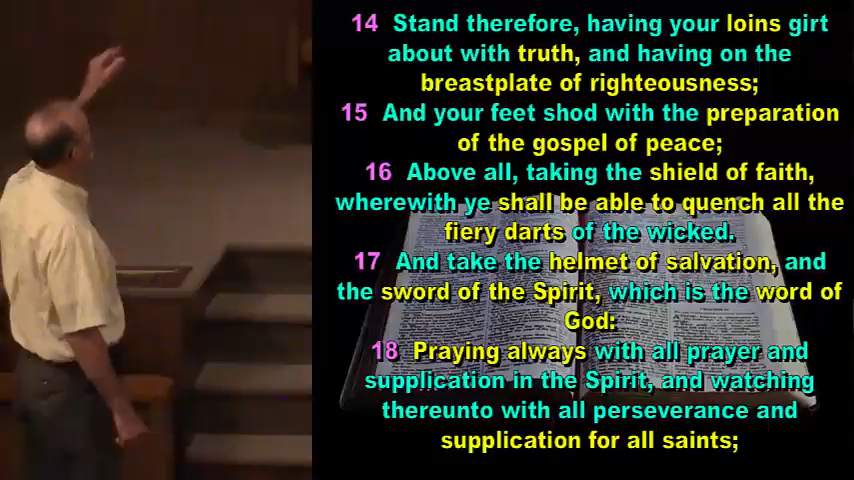 14 Stand therefore, having your loins girt
about with truth, and having on the
breastplate of righteousness;
15 And your feet shod with the preparation
of the gospel of peace;
16 Above all, taking the shield of faith,
wherewith ye shall be able to quench all the
fiery darts of the wicked.
17 And take the helmet of salvation, and
the sword of the Spirit, which is the word of
God:
18 Praying always with all prayer and
supplication in the Spirit, and watching
thereunto with all perseverance and
supplication for all saints;